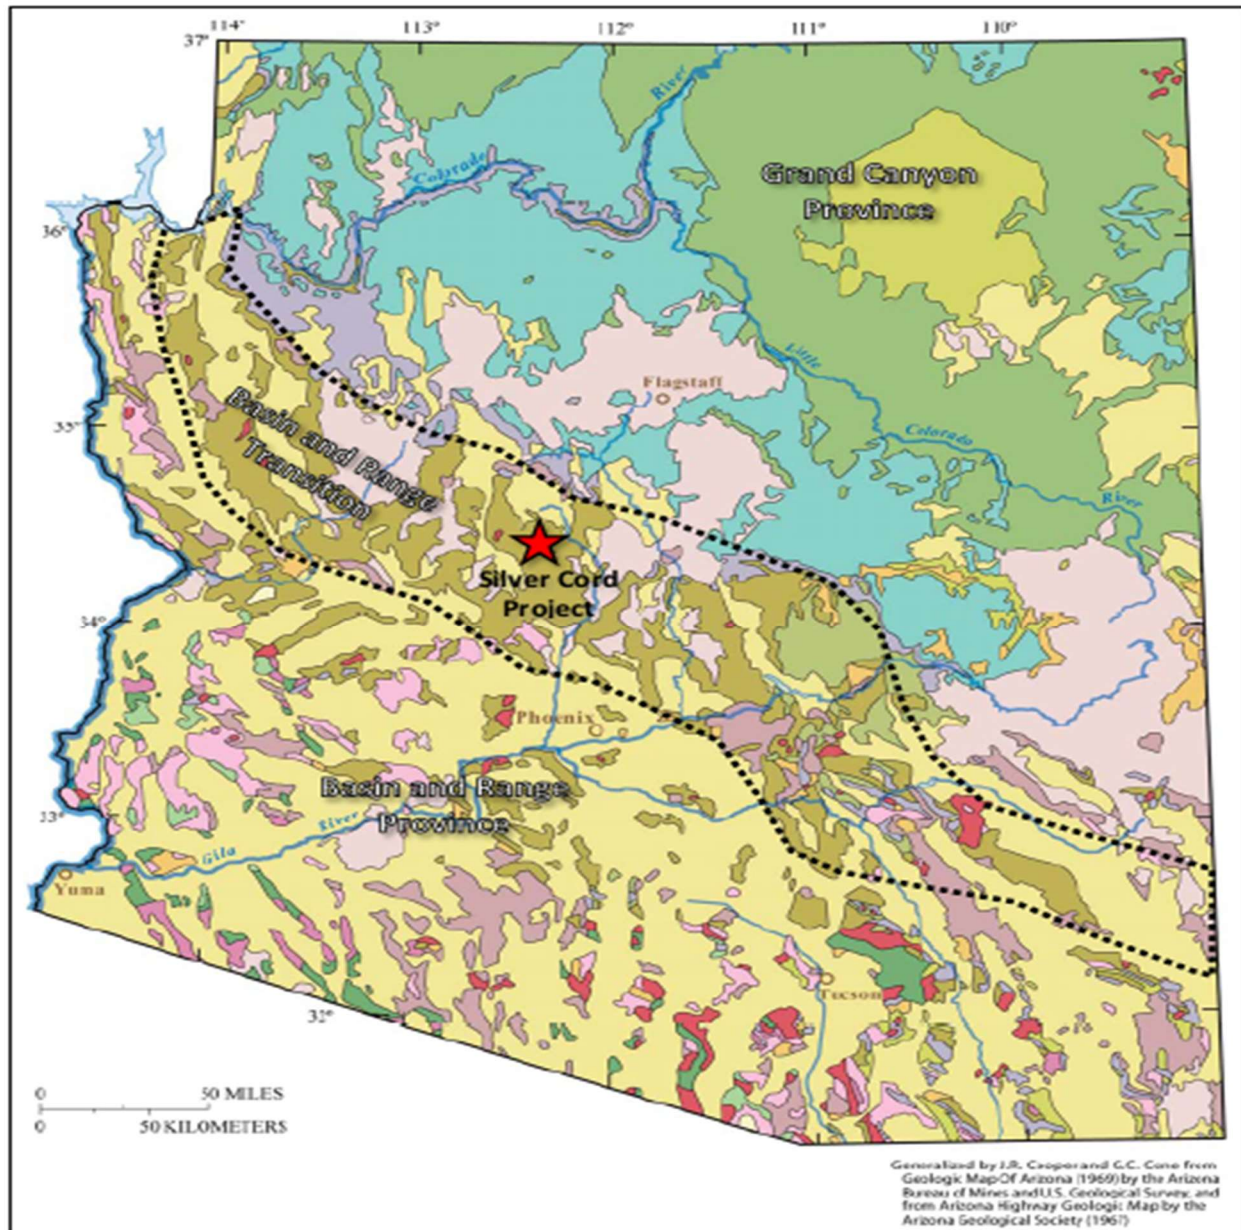 114° 113° 112° 111° 110°
37°
River
Colorado
Grand Canyon
Province
36°
Little
Flagstaff
Basin and Range
Transition
35°
Colorado
River
Silver Cord
Project
34°
Phoenix
Basin and Range
Province
33°
River
Gila
Yuma
Tucson
32°
0 50 MILES
0 50 KILOMETERS
Generalized by J.R. Cooper and C.C. Cone from
Geologic Map Of Arizona (1969) by the Arizona
Bureau of Mines and U.S. Geological Survey, and
from Arizona Highway Geologic Map by the
Arizona Geological Society (1967)